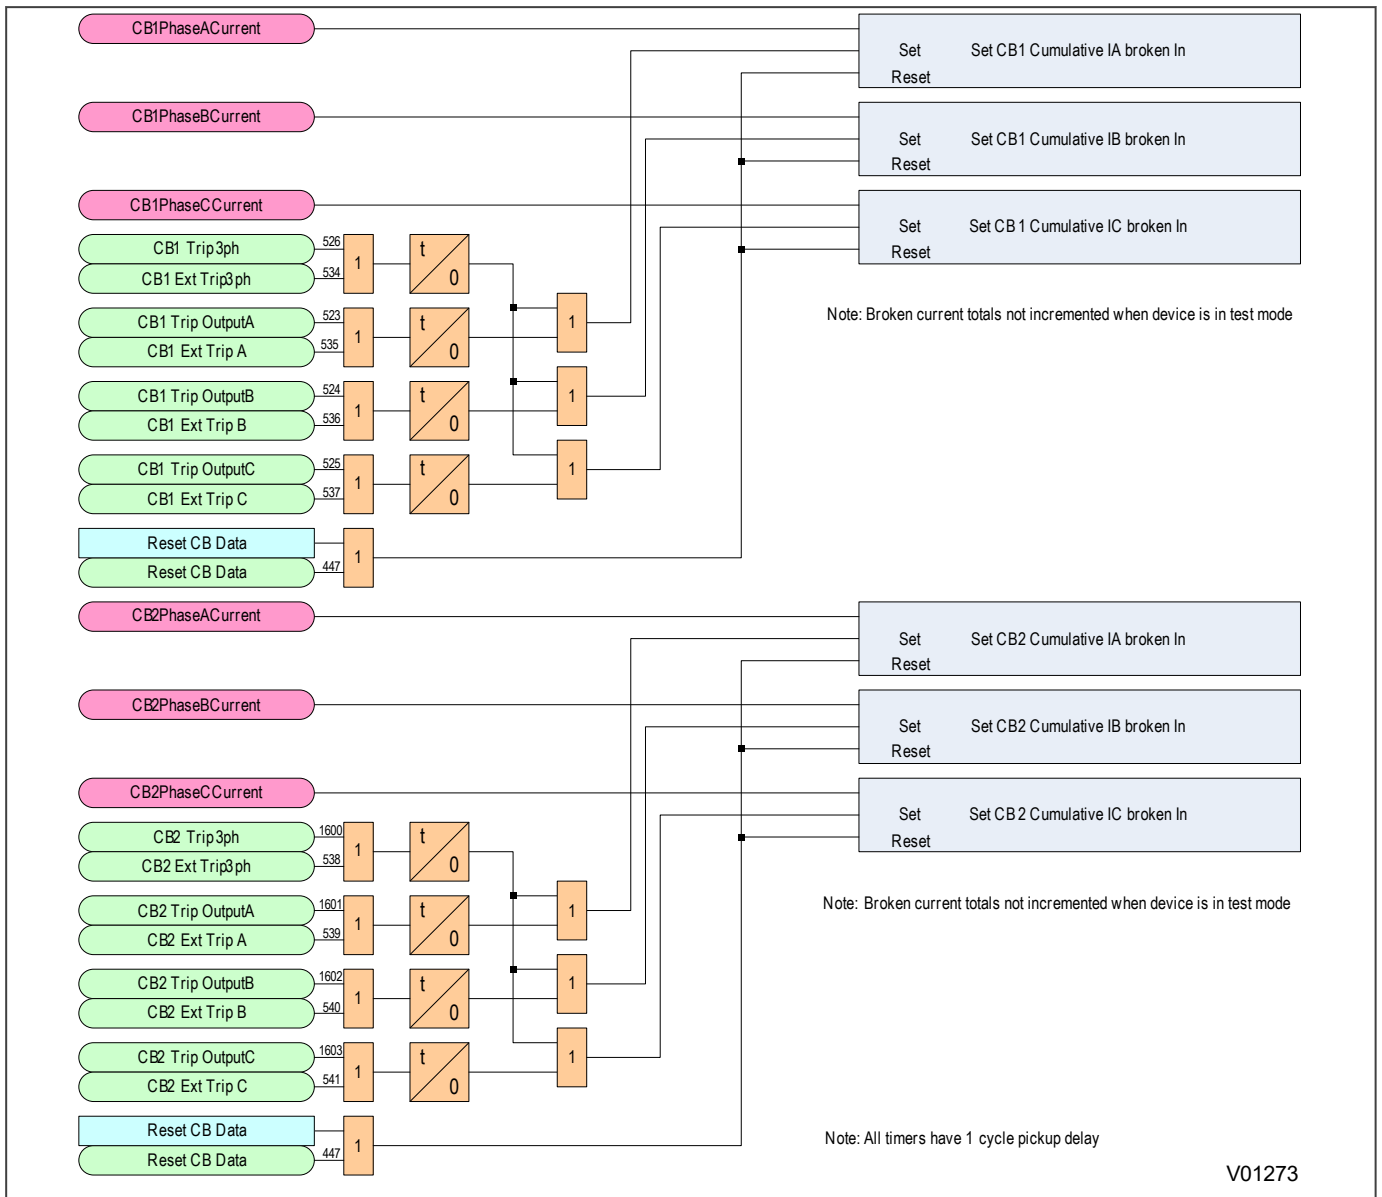 CB1PhaseACurrent
Set Set CB1 Cumulative IA broken In
Reset
CB1PhaseBCurrent
Set Set CB1 Cumulative IB broken In
Reset
CB1PhaseCCurrent
Set Set CB1 Cumulative IC broken In
Reset
CB1 Trip3ph 526
CB1 Ext Trip3ph 534
1
t
0
CB1 Trip OutputA 523
CB1 Ext Trip A 535
1
t
0
1
Note: Broken current totals not incremented when device is in test mode
CB1 Trip OutputB 524
CB1 Ext Trip B 536
1
t
0
1
CB1 Trip OutputC 525
CB1 Ext Trip C 537
1
t
0
1
Reset CB Data
Reset CB Data 447
1
CB2PhaseACurrent
Set Set CB2 Cumulative IA broken In
Reset
CB2PhaseBCurrent
Set Set CB2 Cumulative IB broken In
Reset
CB2PhaseCCurrent
Set Set CB2 Cumulative IC broken In
Reset
CB2 Trip3ph 1600
CB2 Ext Trip3ph 538
1
t
0
CB2 Trip OutputA 1601
CB2 Ext Trip A 539
1
t
0
1
Note: Broken current totals not incremented when device is in test mode
CB2 Trip OutputB 1602
CB2 Ext Trip B 540
1
t
0
1
CB2 Trip OutputC 1603
CB2 Ext Trip C 541
1
t
0
1
Reset CB Data
Reset CB Data 447
1
Note: All timers have 1 cycle pickup delay
V01273